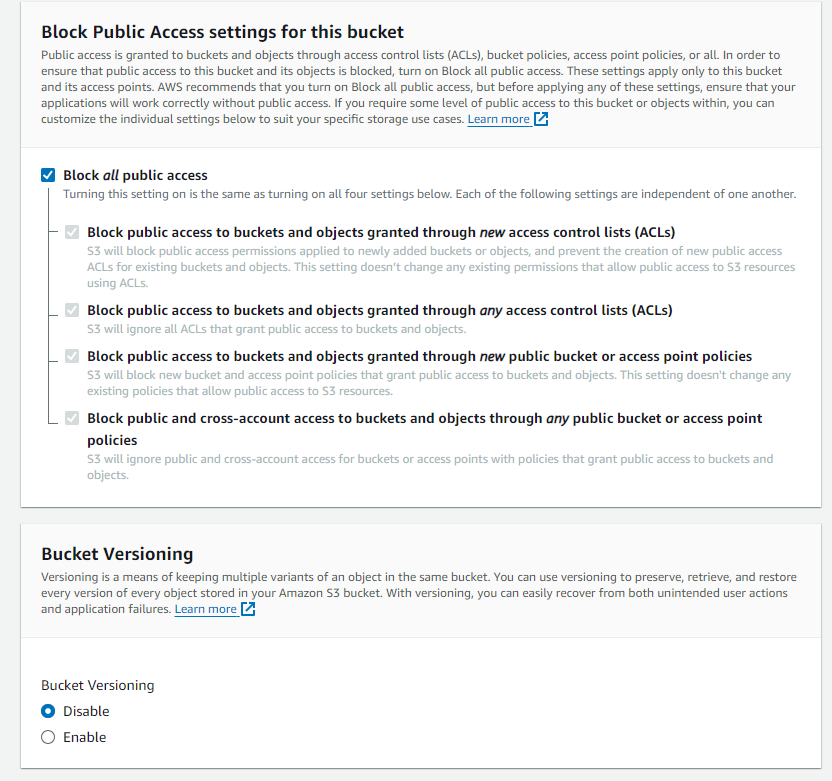 Block Public Access settings for this bucket
Public access is granted to buckets and objects through access control lists (ACLs), bucket policies, access point policies, or all. In order to
ensure that public access to this bucket and its objects is blocked, turn on Block all public access. These settings apply only to this bucket
and its access points. AWS recommends that you turn on Block all public access, but before applying any of these settings, ensure that your
applications will work correctly without public access. If you require some level of public access to this bucket or objects within, you can
customize the individual settings below to suit your specific storage use cases. Learn more
Block all public access
Turning this setting on is the same as turning on all four settings below. Each of the following settings are independent of one another.
Block public access to buckets and objects granted through new access control lists (ACLs)
S3 will block public access permissions applied to newly added buckets or objects, and prevent the creation of new public access
ACLs for existing buckets and objects. This setting doesn't change any existing permissions that allow public access to S3 resources
using ACLs.
Block public access to buckets and objects granted through any access control lists (ACLs)
S3 will ignore all ACLs that grant public access to buckets and objects.
Block public access to buckets and objects granted through new public bucket or access point policies
S3 will block new bucket and access point policies that grant public access to buckets and objects. This setting doesn't change any
existing policies that allow public access to S3 resources.
Block public and cross-account access to buckets and objects through any public bucket or access point
policies
S3 will ignore public and cross-account access for buckets or access points with policies that grant public access to buckets and
objects.
Bucket Versioning
Versioning is a means of keeping multiple variants of an object in the same bucket. You can use versioning to preserve, retrieve, and restore
every version of every object stored in your Amazon S3 bucket. With versioning, you can easily recover from both unintended user actions
and application failures. Learn more
Bucket Versioning
Disable
Enable